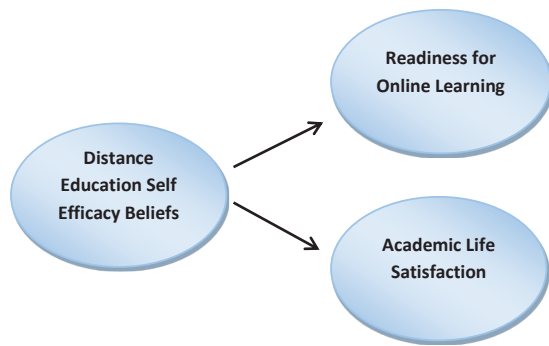 Readiness for
Online Learning
Distance
Education Self
Efficacy Beliefs
Academic Life
Satisfaction